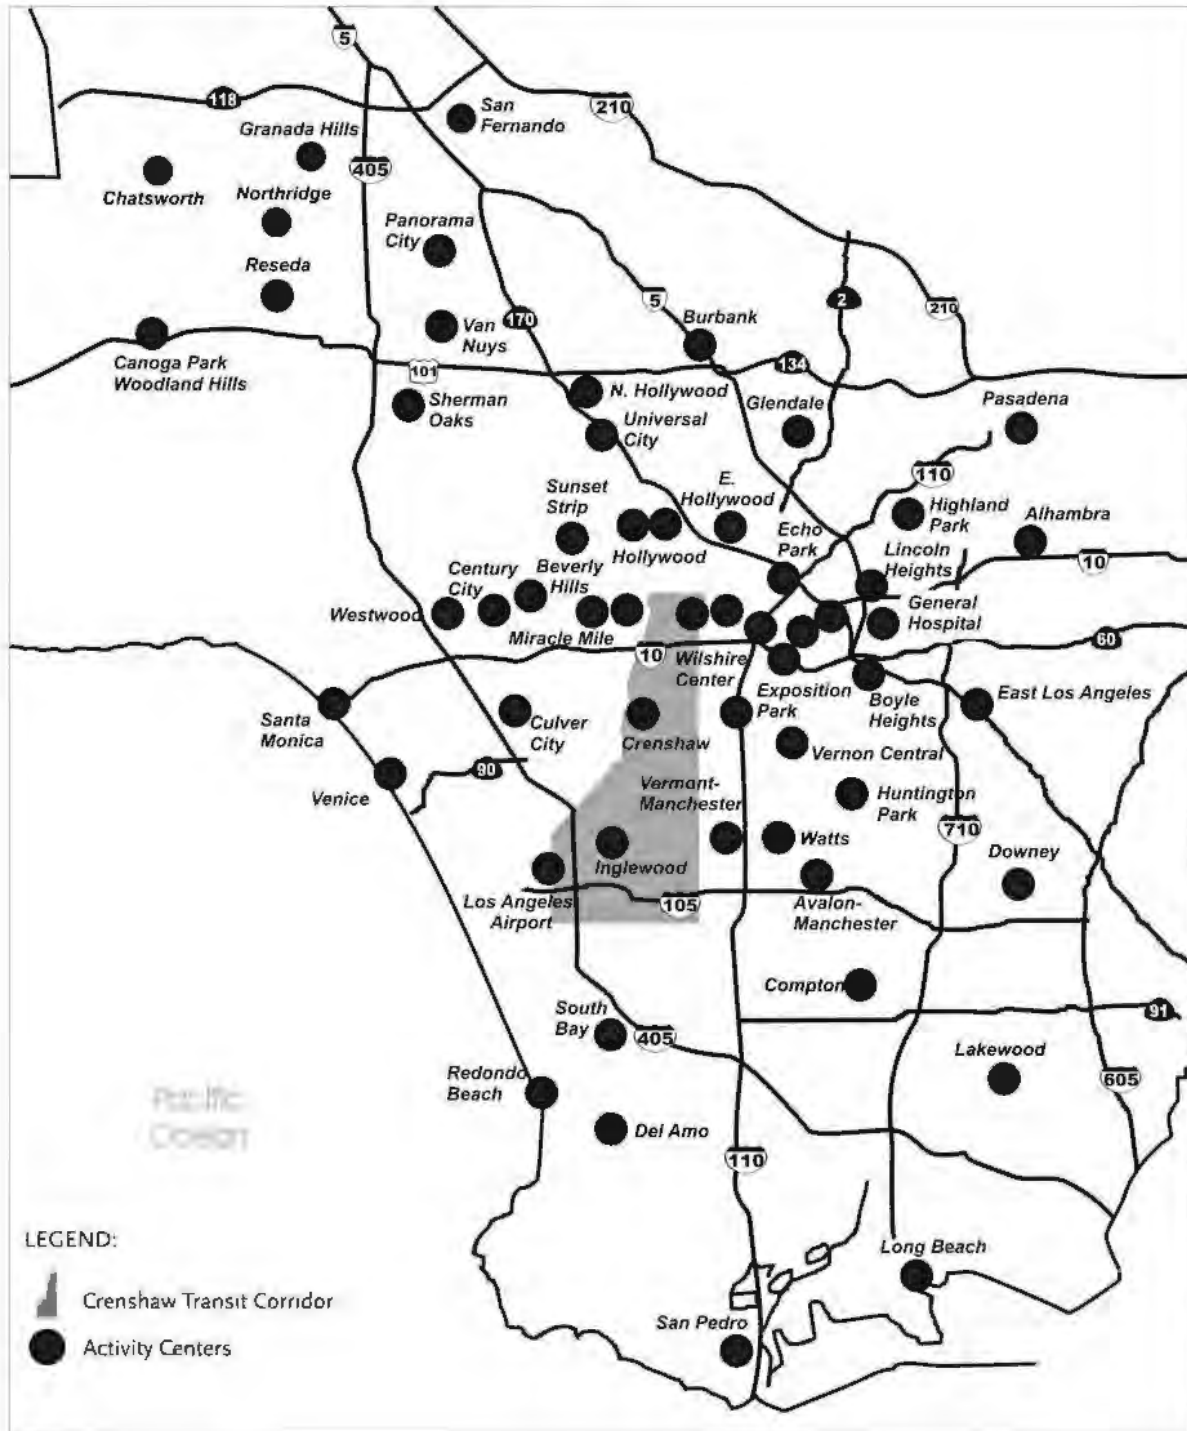 5
118
San
Fernando
210
Granada Hills
405
Chatsworth
Northridge
Panorama
City
Reseda
5
2
210
170
Burbank
Van
Nuys
Canoga Park
Woodland Hills
101
134
Sherman
Oaks
N. Hollywood
Glendale
Pasadena
Universal
City
110
Sunset
Strip
E.
Hollywood
Highland
Park
Echo
Park
Alhambra
Hollywood
Lincoln
Heights
10
Century
City
Beverly
Hills
Westwood
General
Hospital
Miracle Mile
10
60
Wilshire
Center
Exposition
Park
Boyle
Heights
East Los Angeles
Santa
Monica
Culver
City
Crenshaw
Vernon Central
90
Venice
Vermont-
Manchester
Huntington
Park
710
Watts
Downey
Inglewood
Los Angeles
Airport
105
Avalon-
Manchester
Compton
South
Bay
405
91
Lakewood
Redondo
Beach
605
Pacific
Ocean
Del Amo
110
LEGEND:
Long Beach
Crenshaw Transit Corridor
San Pedro
Activity Centers